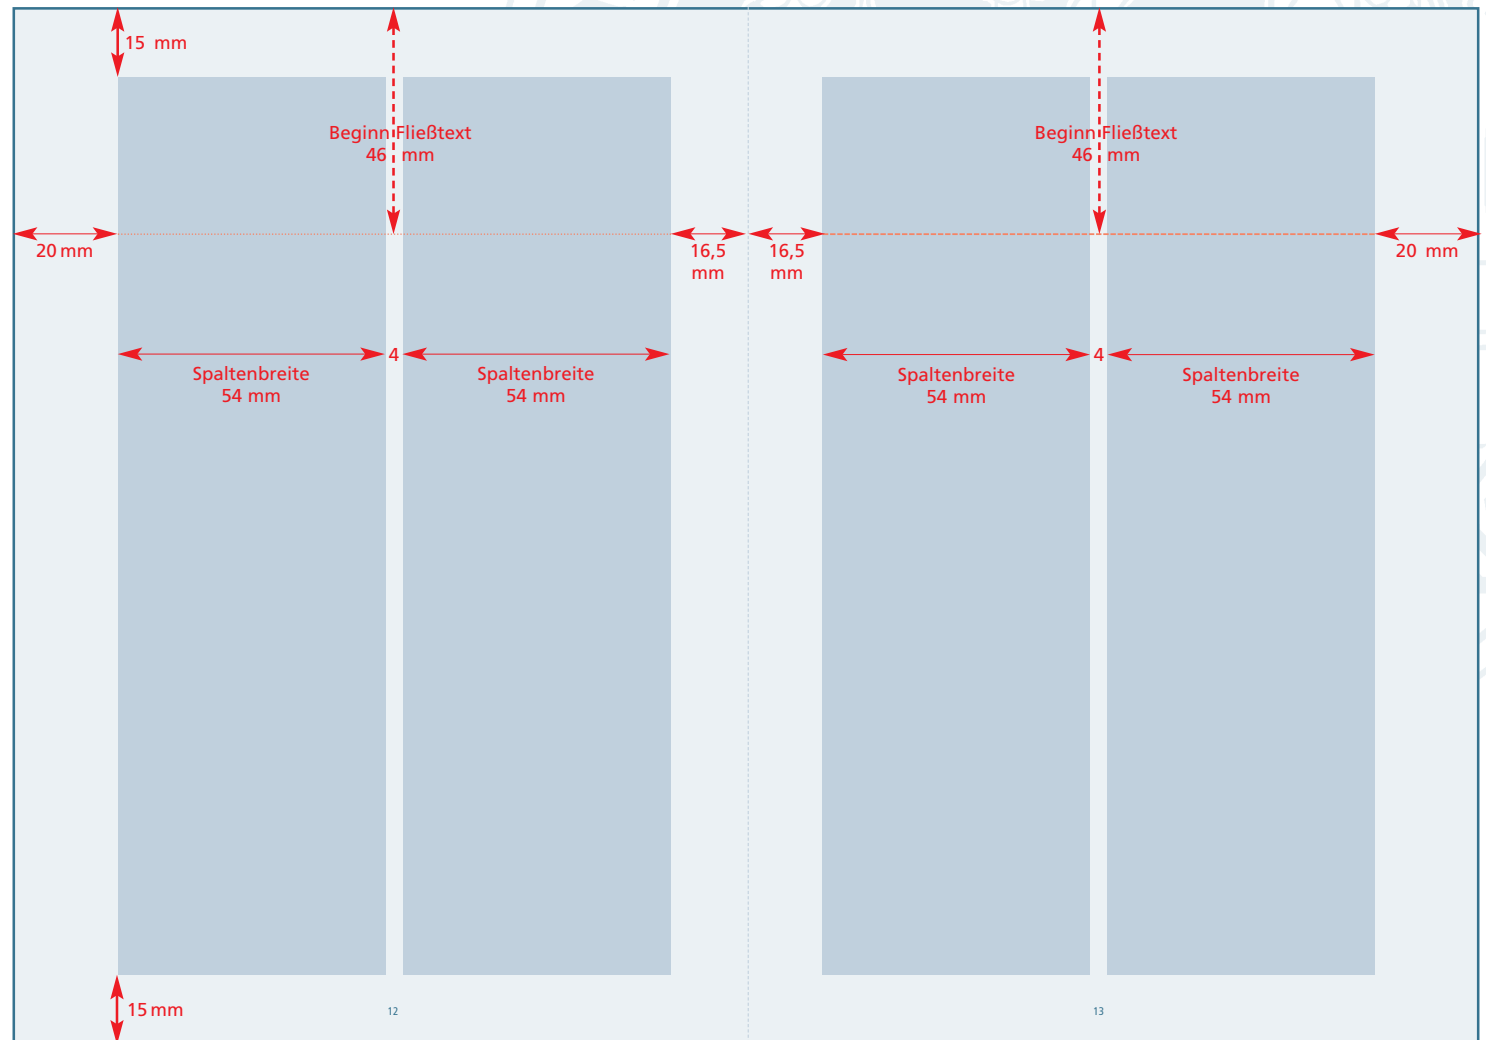 15 mm
Beginn Fließtext
46 mm
Beginn Fließtext
46 mm
20 mm
16,5
mm
16,5
mm
20 mm
4
Spaltenbreite
54 mm
Spaltenbreite
54 mm
4
Spaltenbreite
54 mm
Spaltenbreite
54 mm
15 mm
12
13